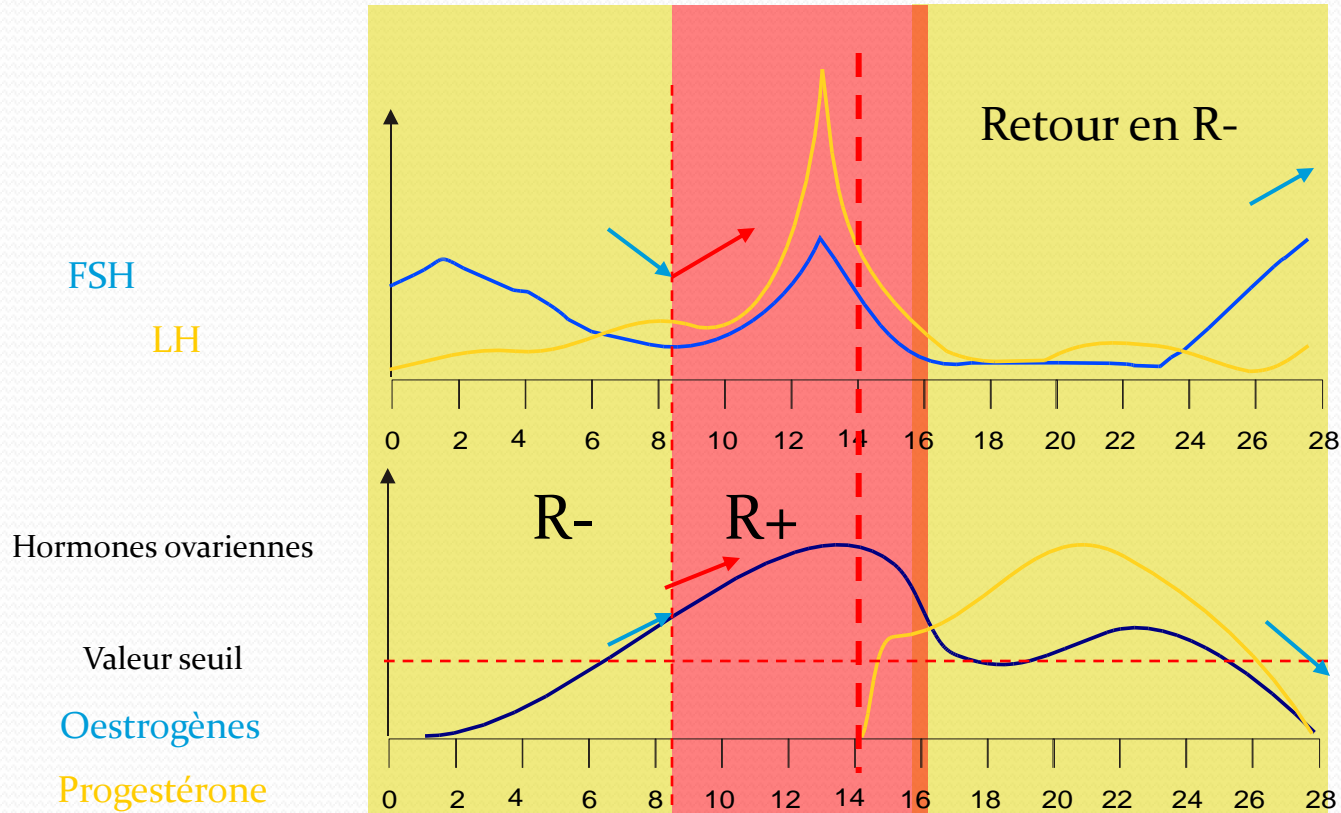 Retour en R-
FSH
LH
0 2 4 6 8 10 12 14 16 18 20 22 24 26 28
R- R+
Hormones ovariennes
Valeur seuil
Oestrogènes
Progestérone
0 2 4 6 8 10 12 14 16 18 20 22 24 26 28